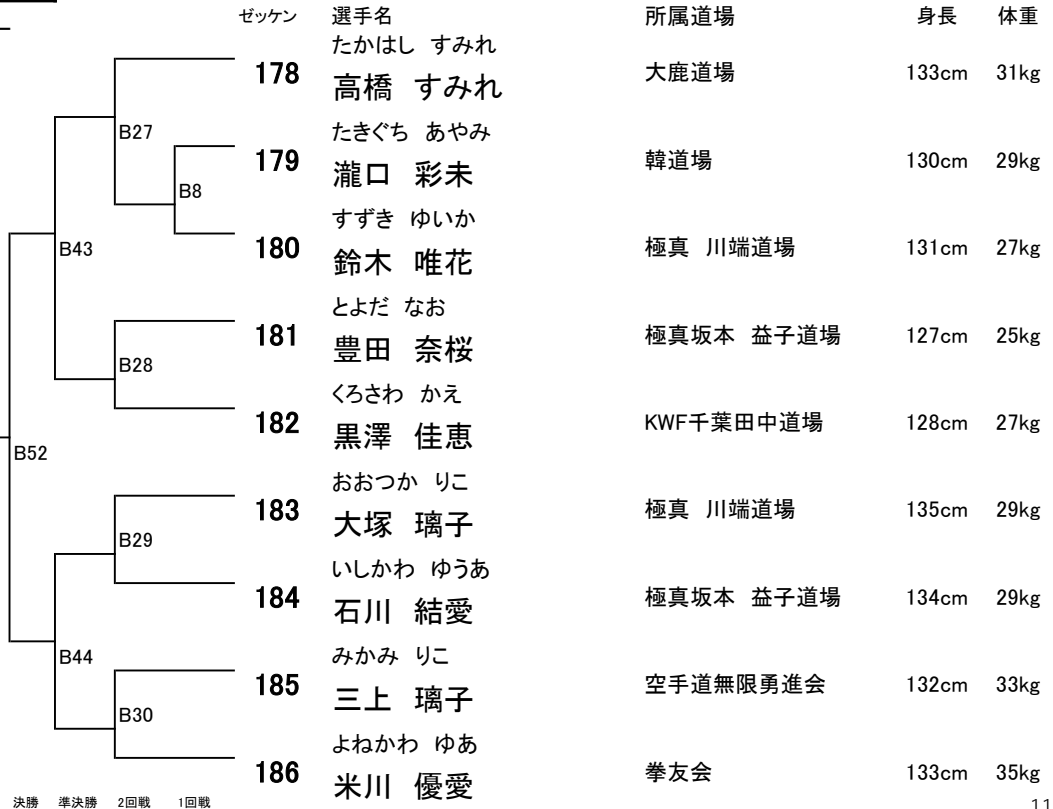 ゼッケン 選手名 所属道場 身長 体重
たかはし すみれ
178 高橋 すみれ 大鹿道場 133cm 31kg
B27
たきぐち あやみ
179 瀧口 彩未 韓道場 130cm 29kg
B8
すずき ゆいか
180 鈴木 唯花 極真 川端道場 131cm 27kg
B43
とよだ なお
181 豊田 奈桜 極真坂本 益子道場 127cm 25kg
B28
くろさわ かえ
182 黒澤 佳恵 KWF千葉田中道場 128cm 27kg
B52
おおつか りこ
183 大塚 璃子 極真 川端道場 135cm 29kg
B29
いしかわ ゆうあ
184 石川 結愛 極真坂本 益子道場 134cm 29kg
B44
みかみ りこ
185 三上 璃子 空手道無限勇進会 132cm 33kg
B30
よねかわ ゆあ
186 米川 優愛 拳友会 133cm 35kg
決勝 準決勝 2回戦 1回戦
11